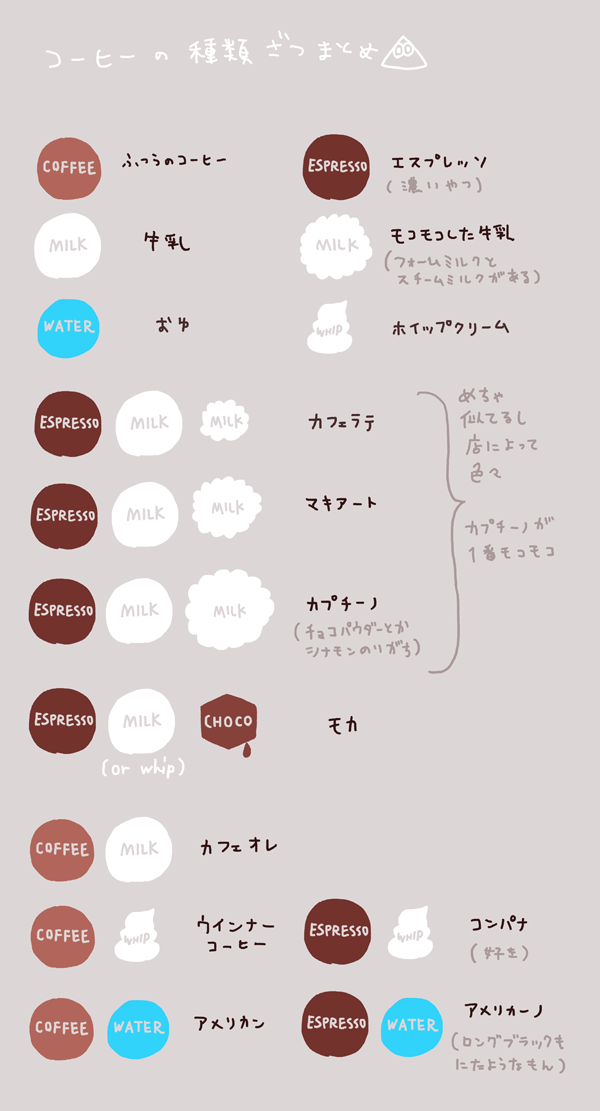 コーヒーの種類ざつまとめ
COFFEE ふつうのコーヒー
ESPRESSO エスプレッソ
(濃いやつ)
MILK 牛乳
MILK モコモコした牛乳
(フォームミルクと
スチームミルクがある)
WATER おゆ
WHIP ホイップクリーム
ESPRESSO MILK MILK カフェラテ
めちゃ
似てるし
店によって
色々
ESPRESSO MILK MILK マキアート
カプチーノが
1番モコモコ
ESPRESSO MILK MILK カプチーノ
(チョコパウダーとか
シナモンのりがち)
ESPRESSO MILK CHOCO モカ
(or whip)
COFFEE MILK カフェオレ
COFFEE WHIP ウインナー
コーヒー
ESPRESSO WHIP コンパナ
(好き)
COFFEE WATER アメリカン
ESPRESSO WATER アメリカーノ
(ロングブラックも
にたようなもん)